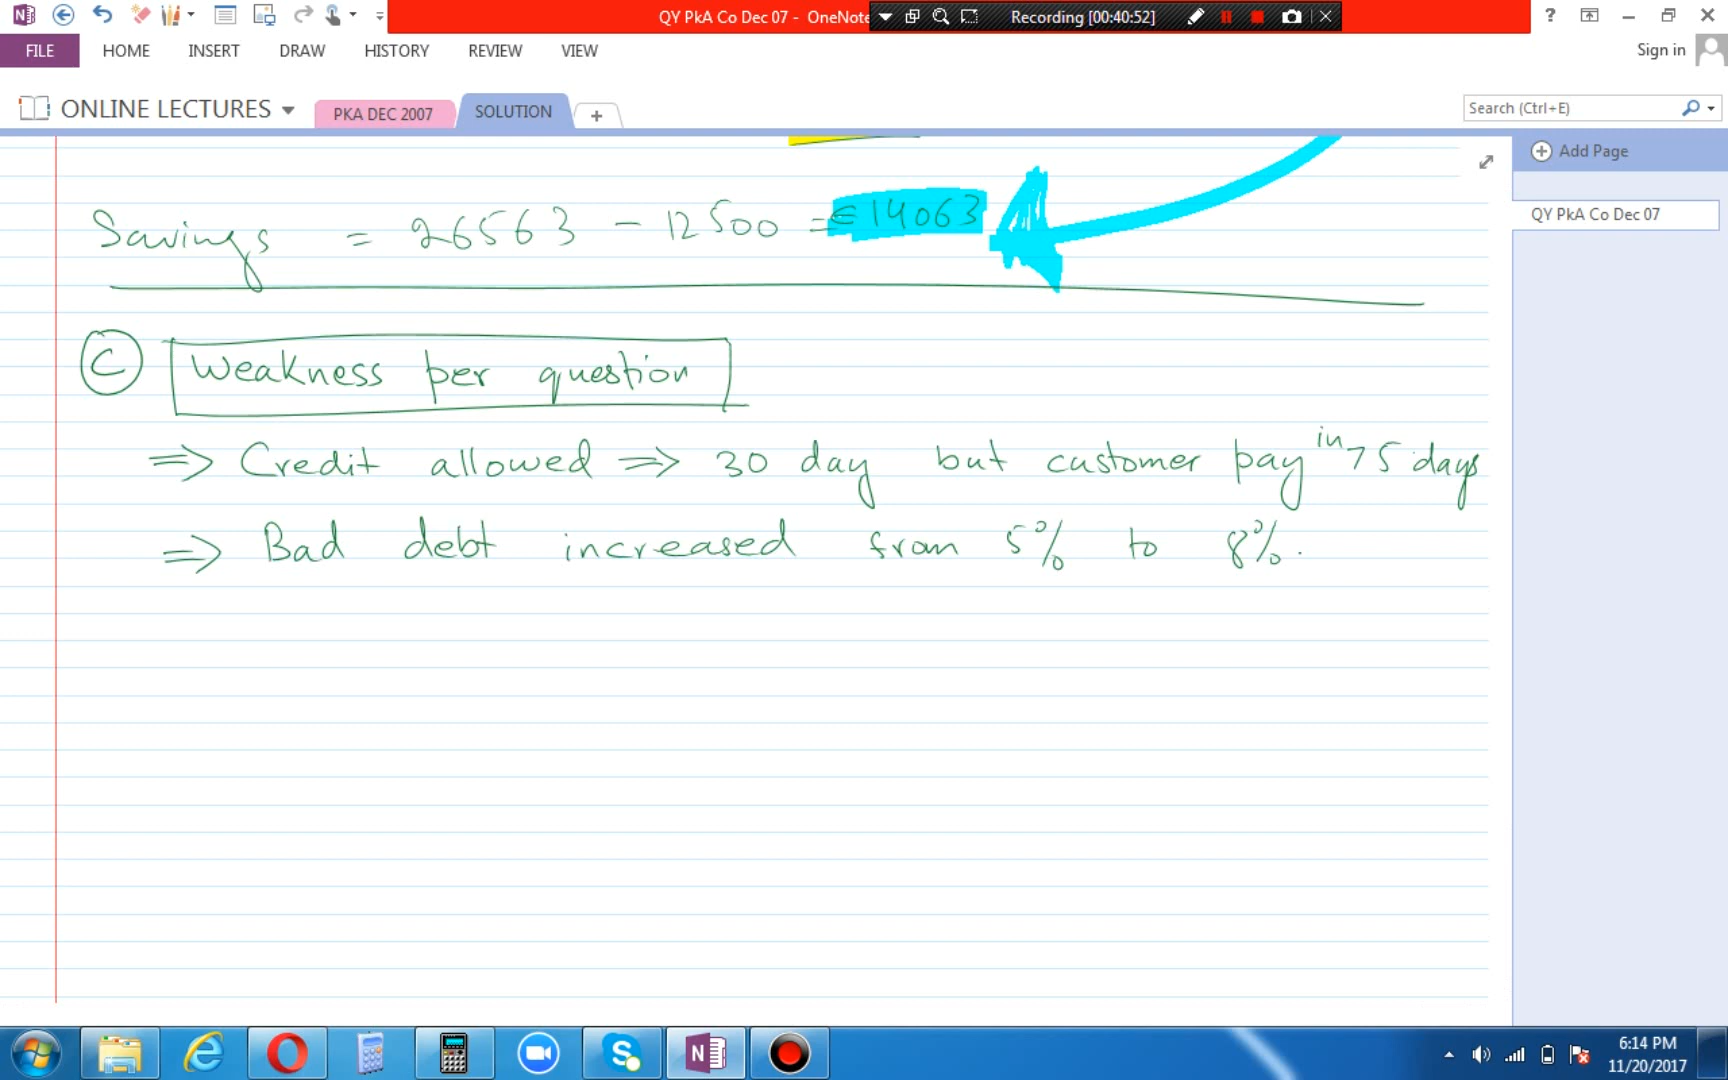 QY PkA Co Dec 07 - OneNote
Recording [00:40:52]
FILE HOME INSERT DRAW HISTORY REVIEW VIEW
Sign in
ONLINE LECTURES PKA DEC 2007 SOLUTION
Search (Ctrl+E)
Add Page
QY PkA Co Dec 07
Savings = 26563 - 12500 = € 14063
C Weakness per question
⇒ Credit allowed ⇒ 30 day but customer pay in 75 days
⇒ Bad debt increased from 5% to 8%.
6:14 PM
11/20/2017